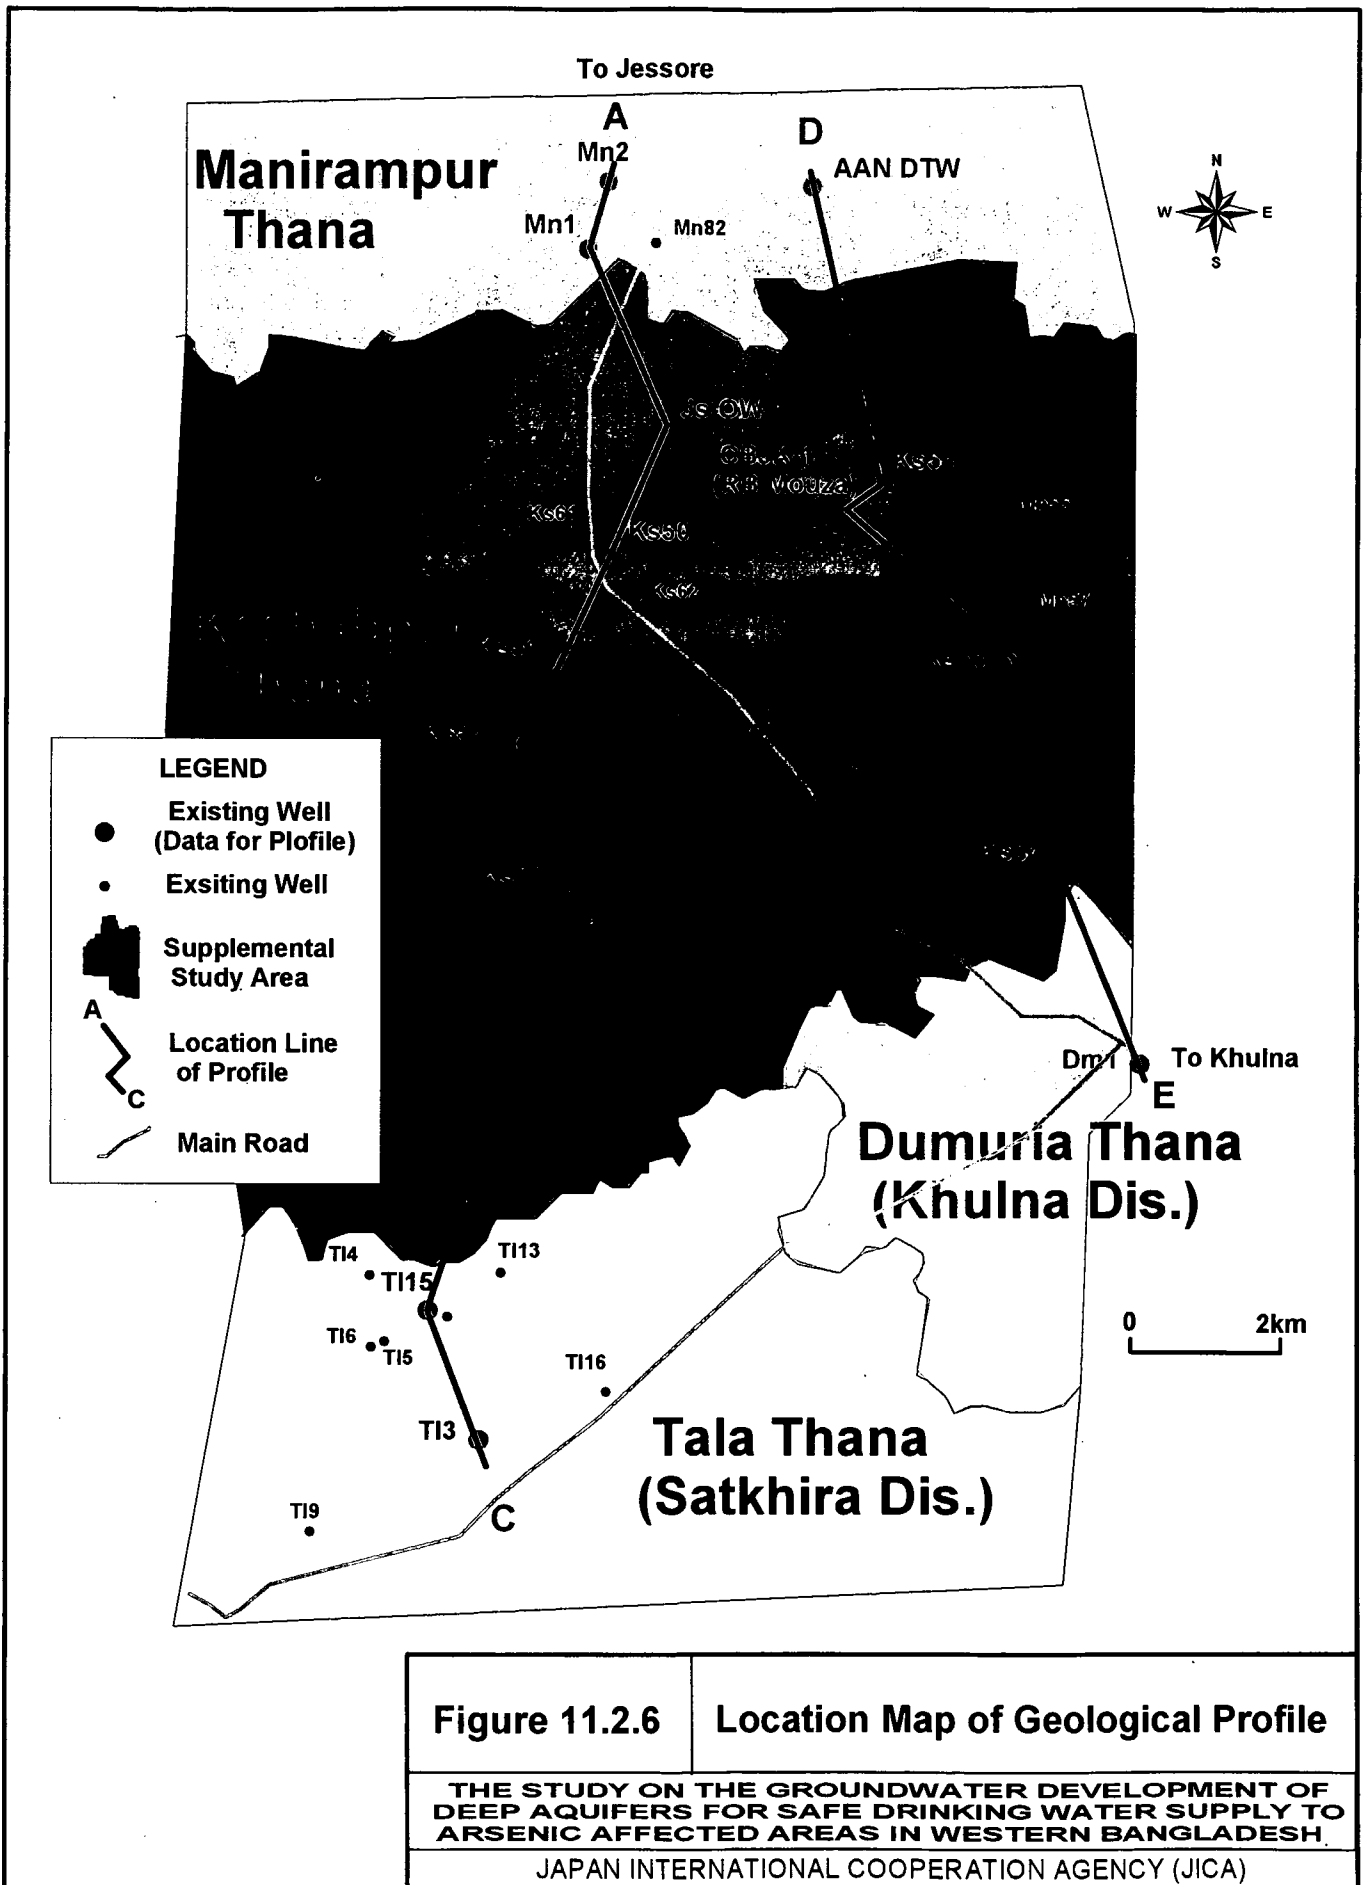 To Jessore
A
D
Mn2
AAN DTW
Manirampur
Thana
Mn1
Mn82
N
W
E
S
Ks62
LEGEND
Existing Well
(Data for Plofile)
Exsiting Well
Supplemental
Study Area
A
Location Line
of Profile
C
Main Road
To Khulna
E
Dumuria Thana
(Khulna Dis.)
Tl4
Tl13
Tl15
Tl6
Tl5
Tl16
0
2km
Tl3
Tala Thana
(Satkhira Dis.)
Tl9
C
Figure 11.2.6
Location Map of Geological Profile
THE STUDY ON THE GROUNDWATER DEVELOPMENT OF
DEEP AQUIFERS FOR SAFE DRINKING WATER SUPPLY TO
ARSENIC AFFECTED AREAS IN WESTERN BANGLADESH.
JAPAN INTERNATIONAL COOPERATION AGENCY (JICA)